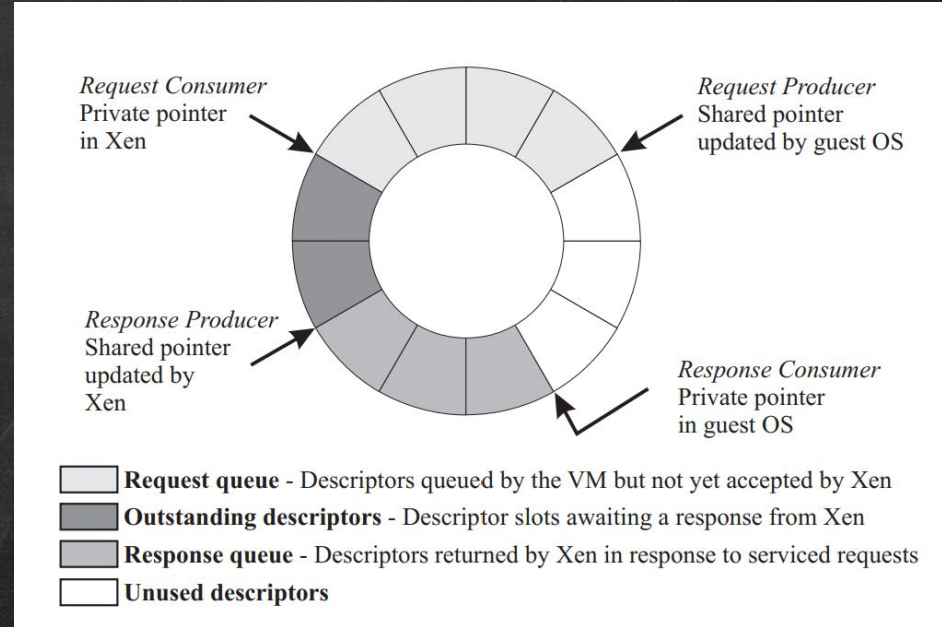 Request Consumer
Private pointer
in Xen
Request Producer
Shared pointer
updated by guest OS
Response Producer
Shared pointer
updated by
Xen
Response Consumer
Private pointer
in guest OS
Request queue - Descriptors queued by the VM but not yet accepted by Xen
Outstanding descriptors - Descriptor slots awaiting a response from Xen
Response queue - Descriptors returned by Xen in response to serviced requests
Unused descriptors